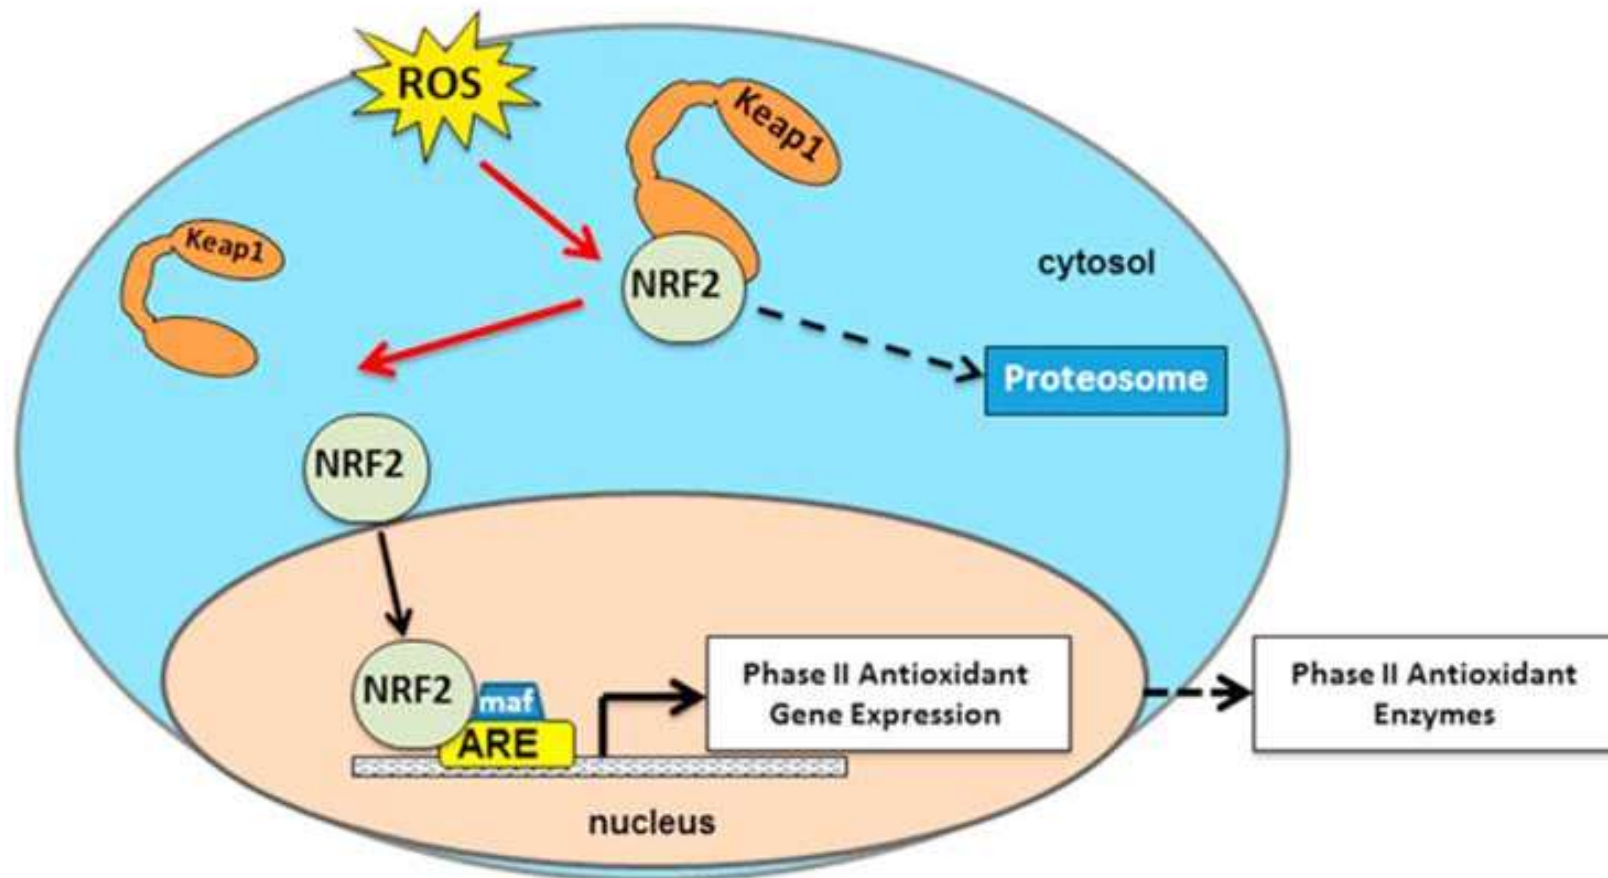 ROS
Keap1
Keap1
NRF2
cytosol
Proteosome
NRF2
NRF2
maf
ARE
Phase II Antioxidant
Gene Expression
Phase II Antioxidant
Enzymes
nucleus